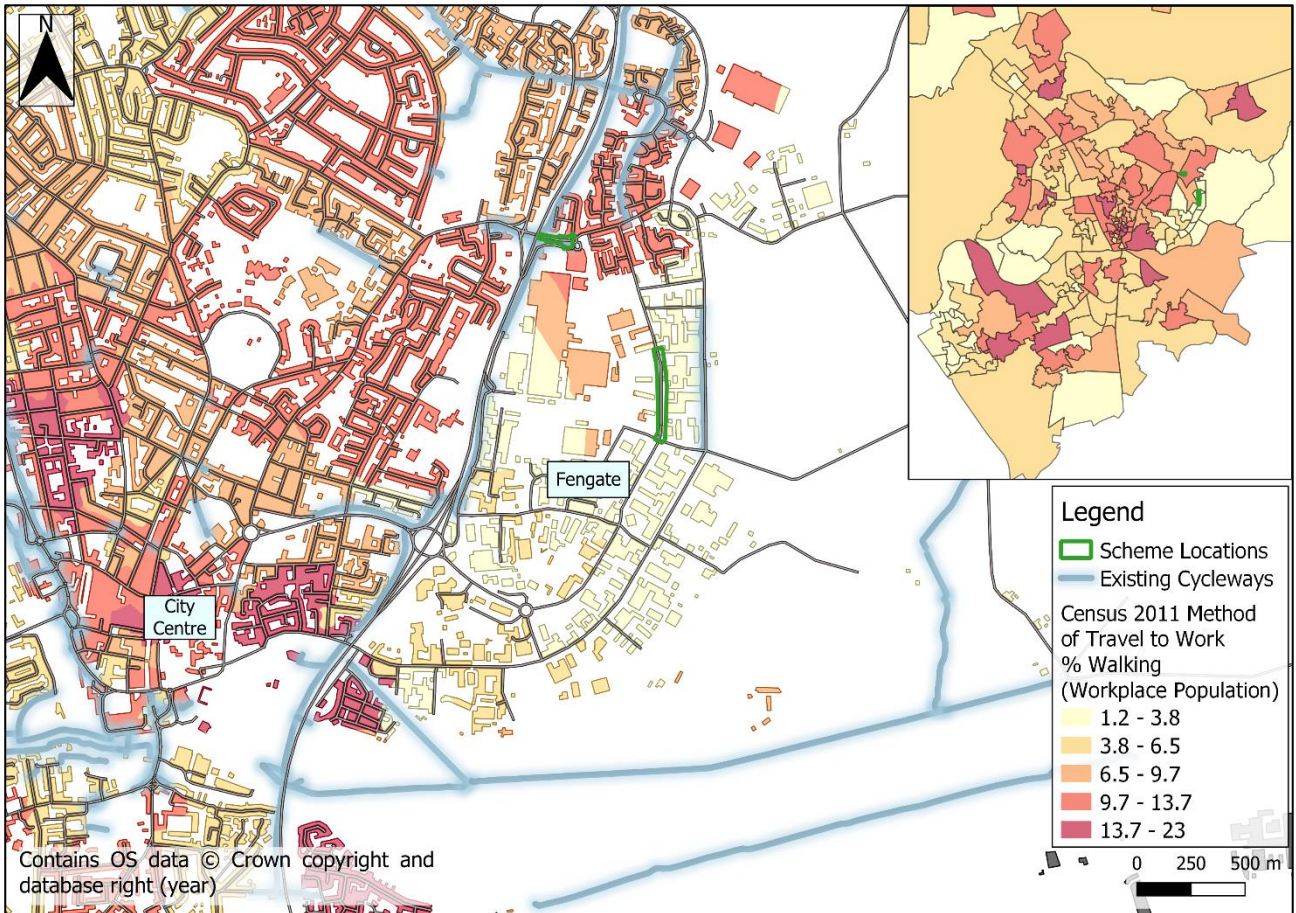 N
Fengate
City
Centre
Legend
Scheme Locations
Existing Cycleways
Census 2011 Method
of Travel to Work
% Walking
(Workplace Population)
1.2 - 3.8
3.8 - 6.5
6.5 - 9.7
9.7 - 13.7
13.7 - 23
0 250 500 m
Contains OS data © Crown copyright and
database right (year)